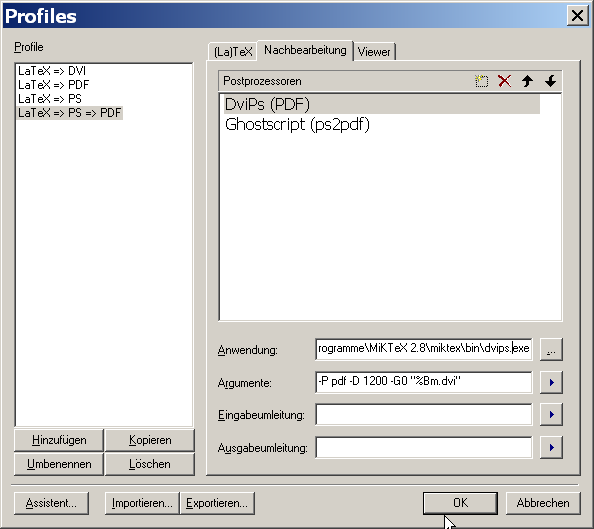 Profiles
Profile
LaTeX => DVI
LaTeX => PDF
LaTeX => PS
LaTeX => PS => PDF
Hinzufügen
Kopieren
Umbenennen
Löschen
(La)TeX
Nachbearbeitung
Viewer
Postprozessoren
DviPs (PDF)
Ghostscript (ps2pdf)
Anwendung: rogramme\MiKTeX 2.8\miktex\bin\dvips.exe ...
Argumente: -P pdf -D 1200 -G0 "%Bm.dvi"
Eingabeumleitung:
Ausgabeumleitung:
Assistent...
Importieren...
Exportieren...
OK
Abbrechen